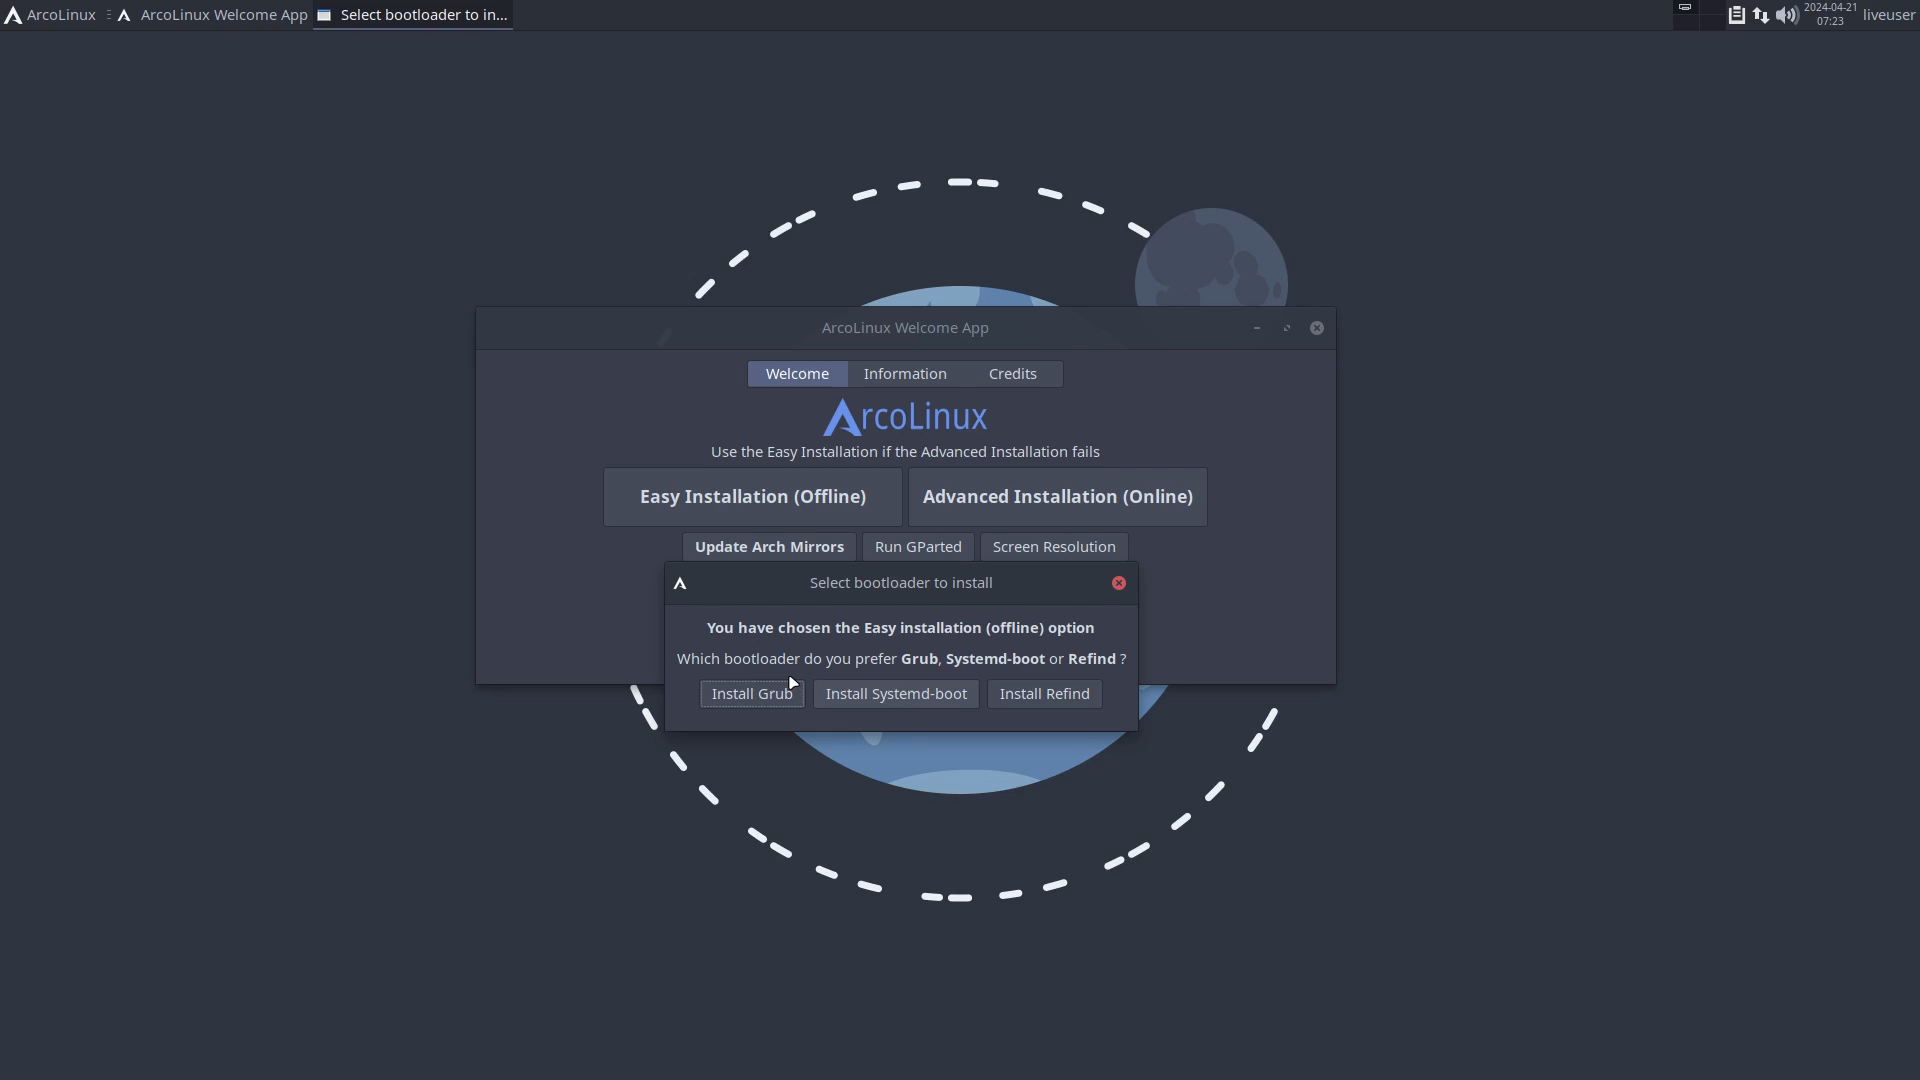 ArcoLinux ArcoLinux Welcome App Select bootloader to in... 2024-04-21 07:23 liveuser
ArcoLinux Welcome App
Welcome Information Credits
ArcoLinux
Use the Easy Installation if the Advanced Installation fails
Easy Installation (Offline) Advanced Installation (Online)
Update Arch Mirrors Run GParted Screen Resolution
Select bootloader to install
You have chosen the Easy installation (offline) option
Which bootloader do you prefer Grub, Systemd-boot or Refind ?
Install Grub Install Systemd-boot Install Refind